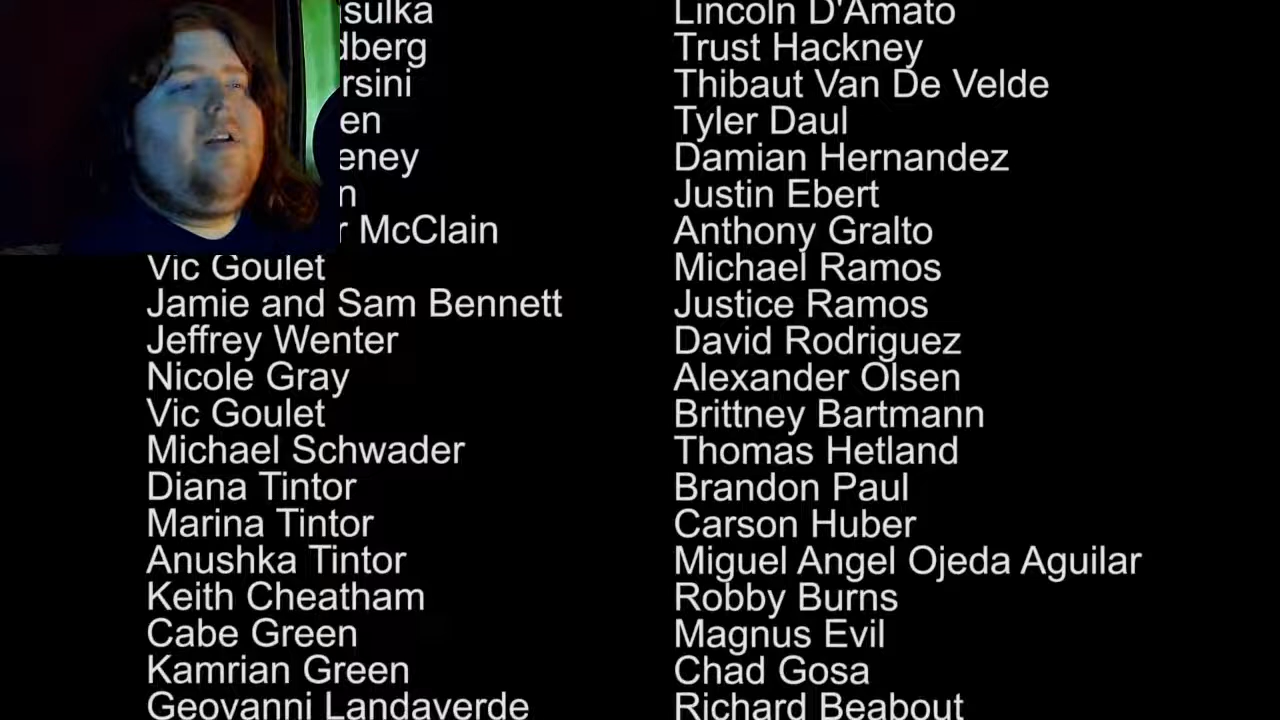 McClain
Vic Goulet
Jamie and Sam Bennett
Jeffrey Wenter
Nicole Gray
Vic Goulet
Michael Schwader
Diana Tintor
Marina Tintor
Anushka Tintor
Keith Cheatham
Cabe Green
Kamrian Green
Geovanni Landaverde
Lincoln D'Amato
Trust Hackney
Thibaut Van De Velde
Tyler Daul
Damian Hernandez
Justin Ebert
Anthony Gralto
Michael Ramos
Justice Ramos
David Rodriguez
Alexander Olsen
Brittney Bartmann
Thomas Hetland
Brandon Paul
Carson Huber
Miguel Angel Ojeda Aguilar
Robby Burns
Magnus Evil
Chad Gosa
Richard Beabout